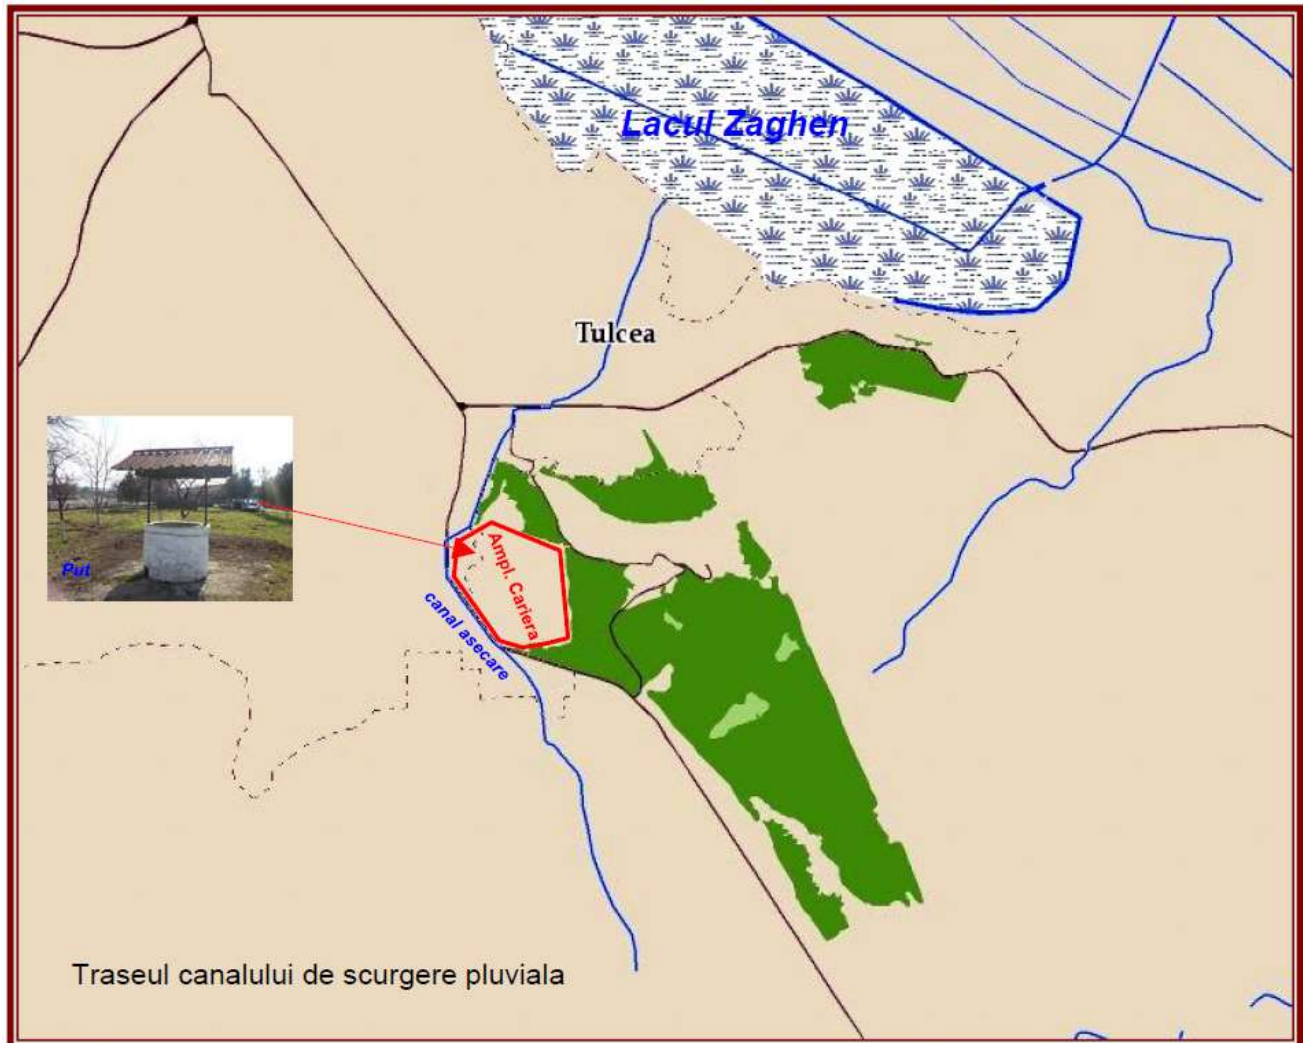 Lacul Zaghen
Tulcea
Put
Ampl. Cariera
canal asecare
Traseul canalului de scurgere pluviala